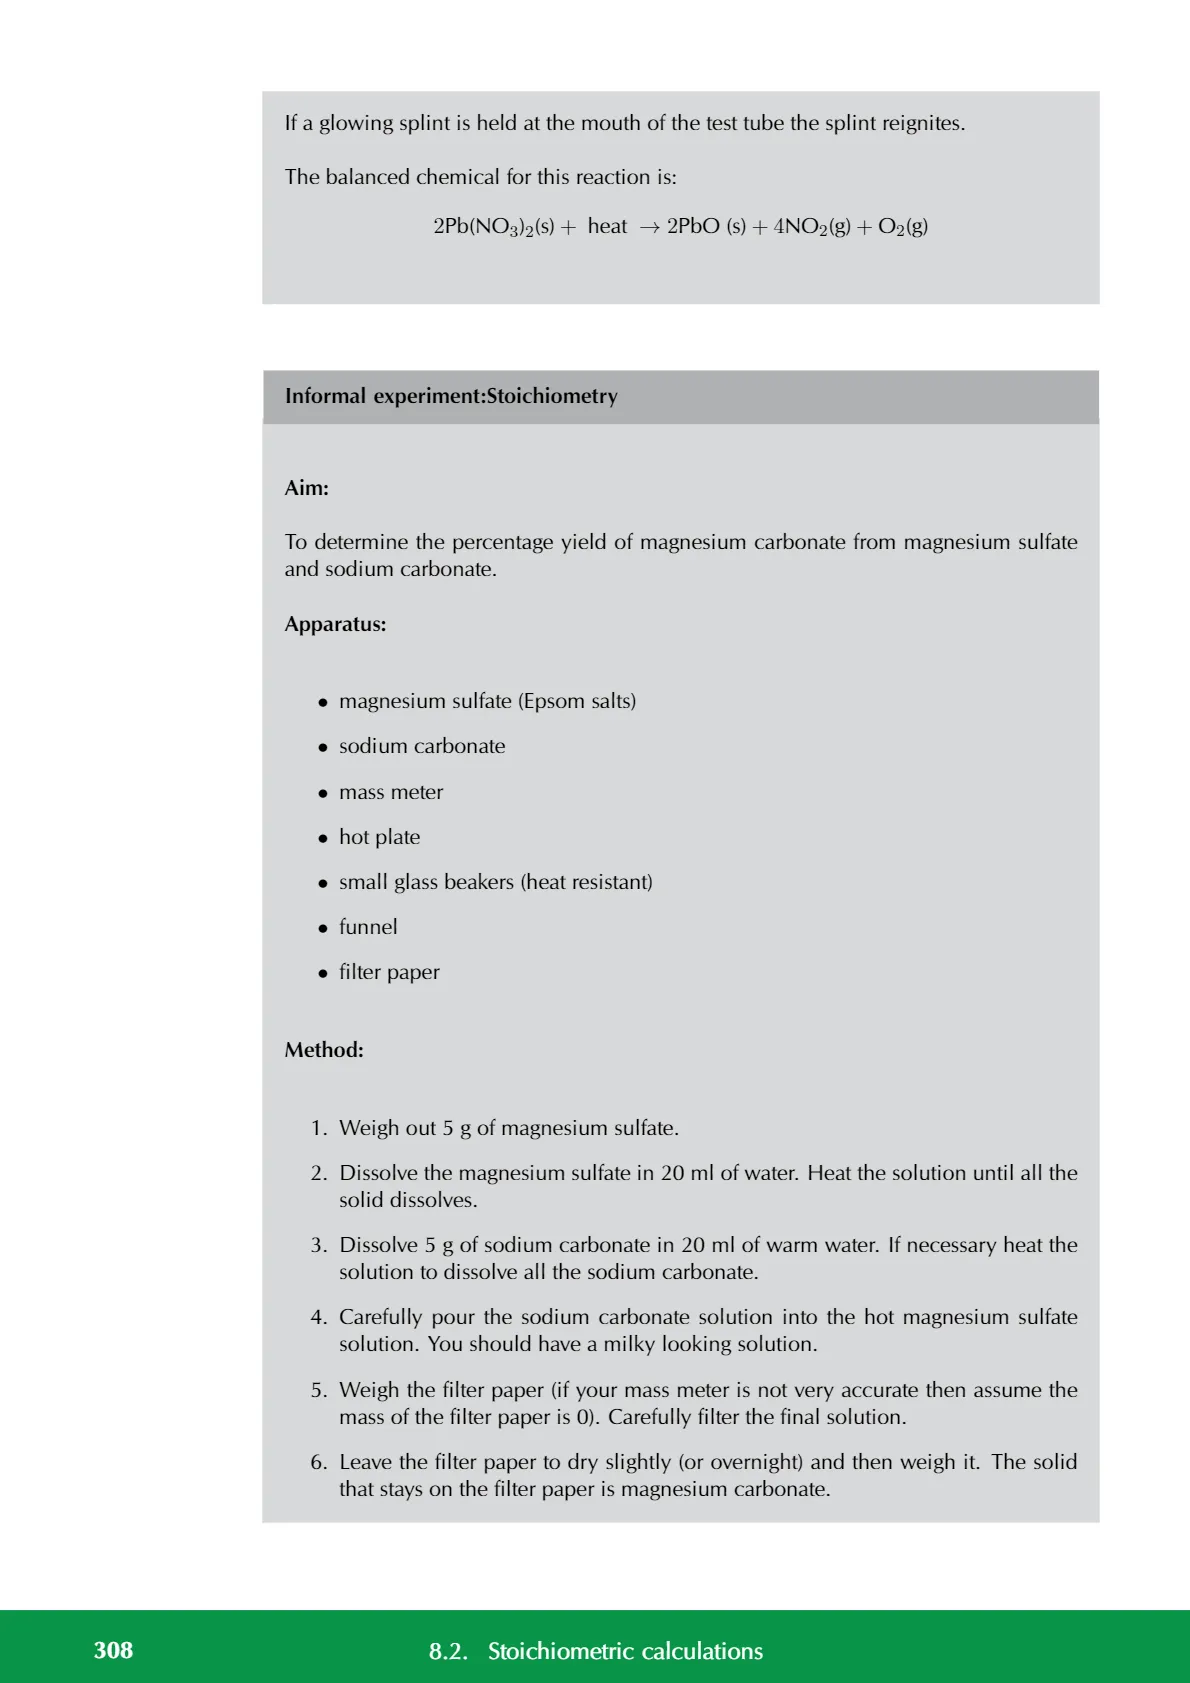 If a glowing splint is held at the mouth of the test tube the splint reignites.
The balanced chemical for this reaction is:
2Pb(NO₃)₂(s) + heat → 2PbO (s) + 4NO₂(g) + O₂(g)
Informal experiment:Stoichiometry
Aim:
To determine the percentage yield of magnesium carbonate from magnesium sulfate
and sodium carbonate.
Apparatus:
• magnesium sulfate (Epsom salts)
• sodium carbonate
• mass meter
• hot plate
• small glass beakers (heat resistant)
• funnel
• filter paper
Method:
1. Weigh out 5 g of magnesium sulfate.
2. Dissolve the magnesium sulfate in 20 ml of water. Heat the solution until all the
solid dissolves.
3. Dissolve 5 g of sodium carbonate in 20 ml of warm water. If necessary heat the
solution to dissolve all the sodium carbonate.
4. Carefully pour the sodium carbonate solution into the hot magnesium sulfate
solution. You should have a milky looking solution.
5. Weigh the filter paper (if your mass meter is not very accurate then assume the
mass of the filter paper is 0). Carefully filter the final solution.
6. Leave the filter paper to dry slightly (or overnight) and then weigh it. The solid
that stays on the filter paper is magnesium carbonate.
308 8.2. Stoichiometric calculations